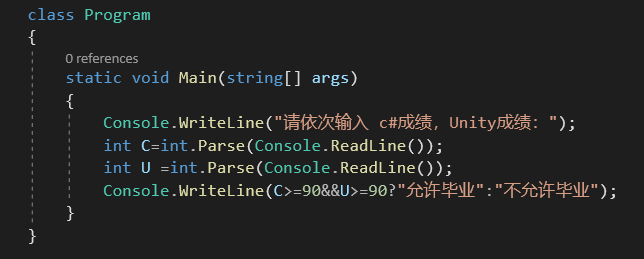 class Program
{
0 references
static void Main(string[] args)
{
Console.WriteLine("请依次输入 c#成绩，Unity成绩：");
int C=int.Parse(Console.ReadLine());
int U =int.Parse(Console.ReadLine());
Console.WriteLine(C>=90&&U>=90?"允许毕业":"不允许毕业");
}
}